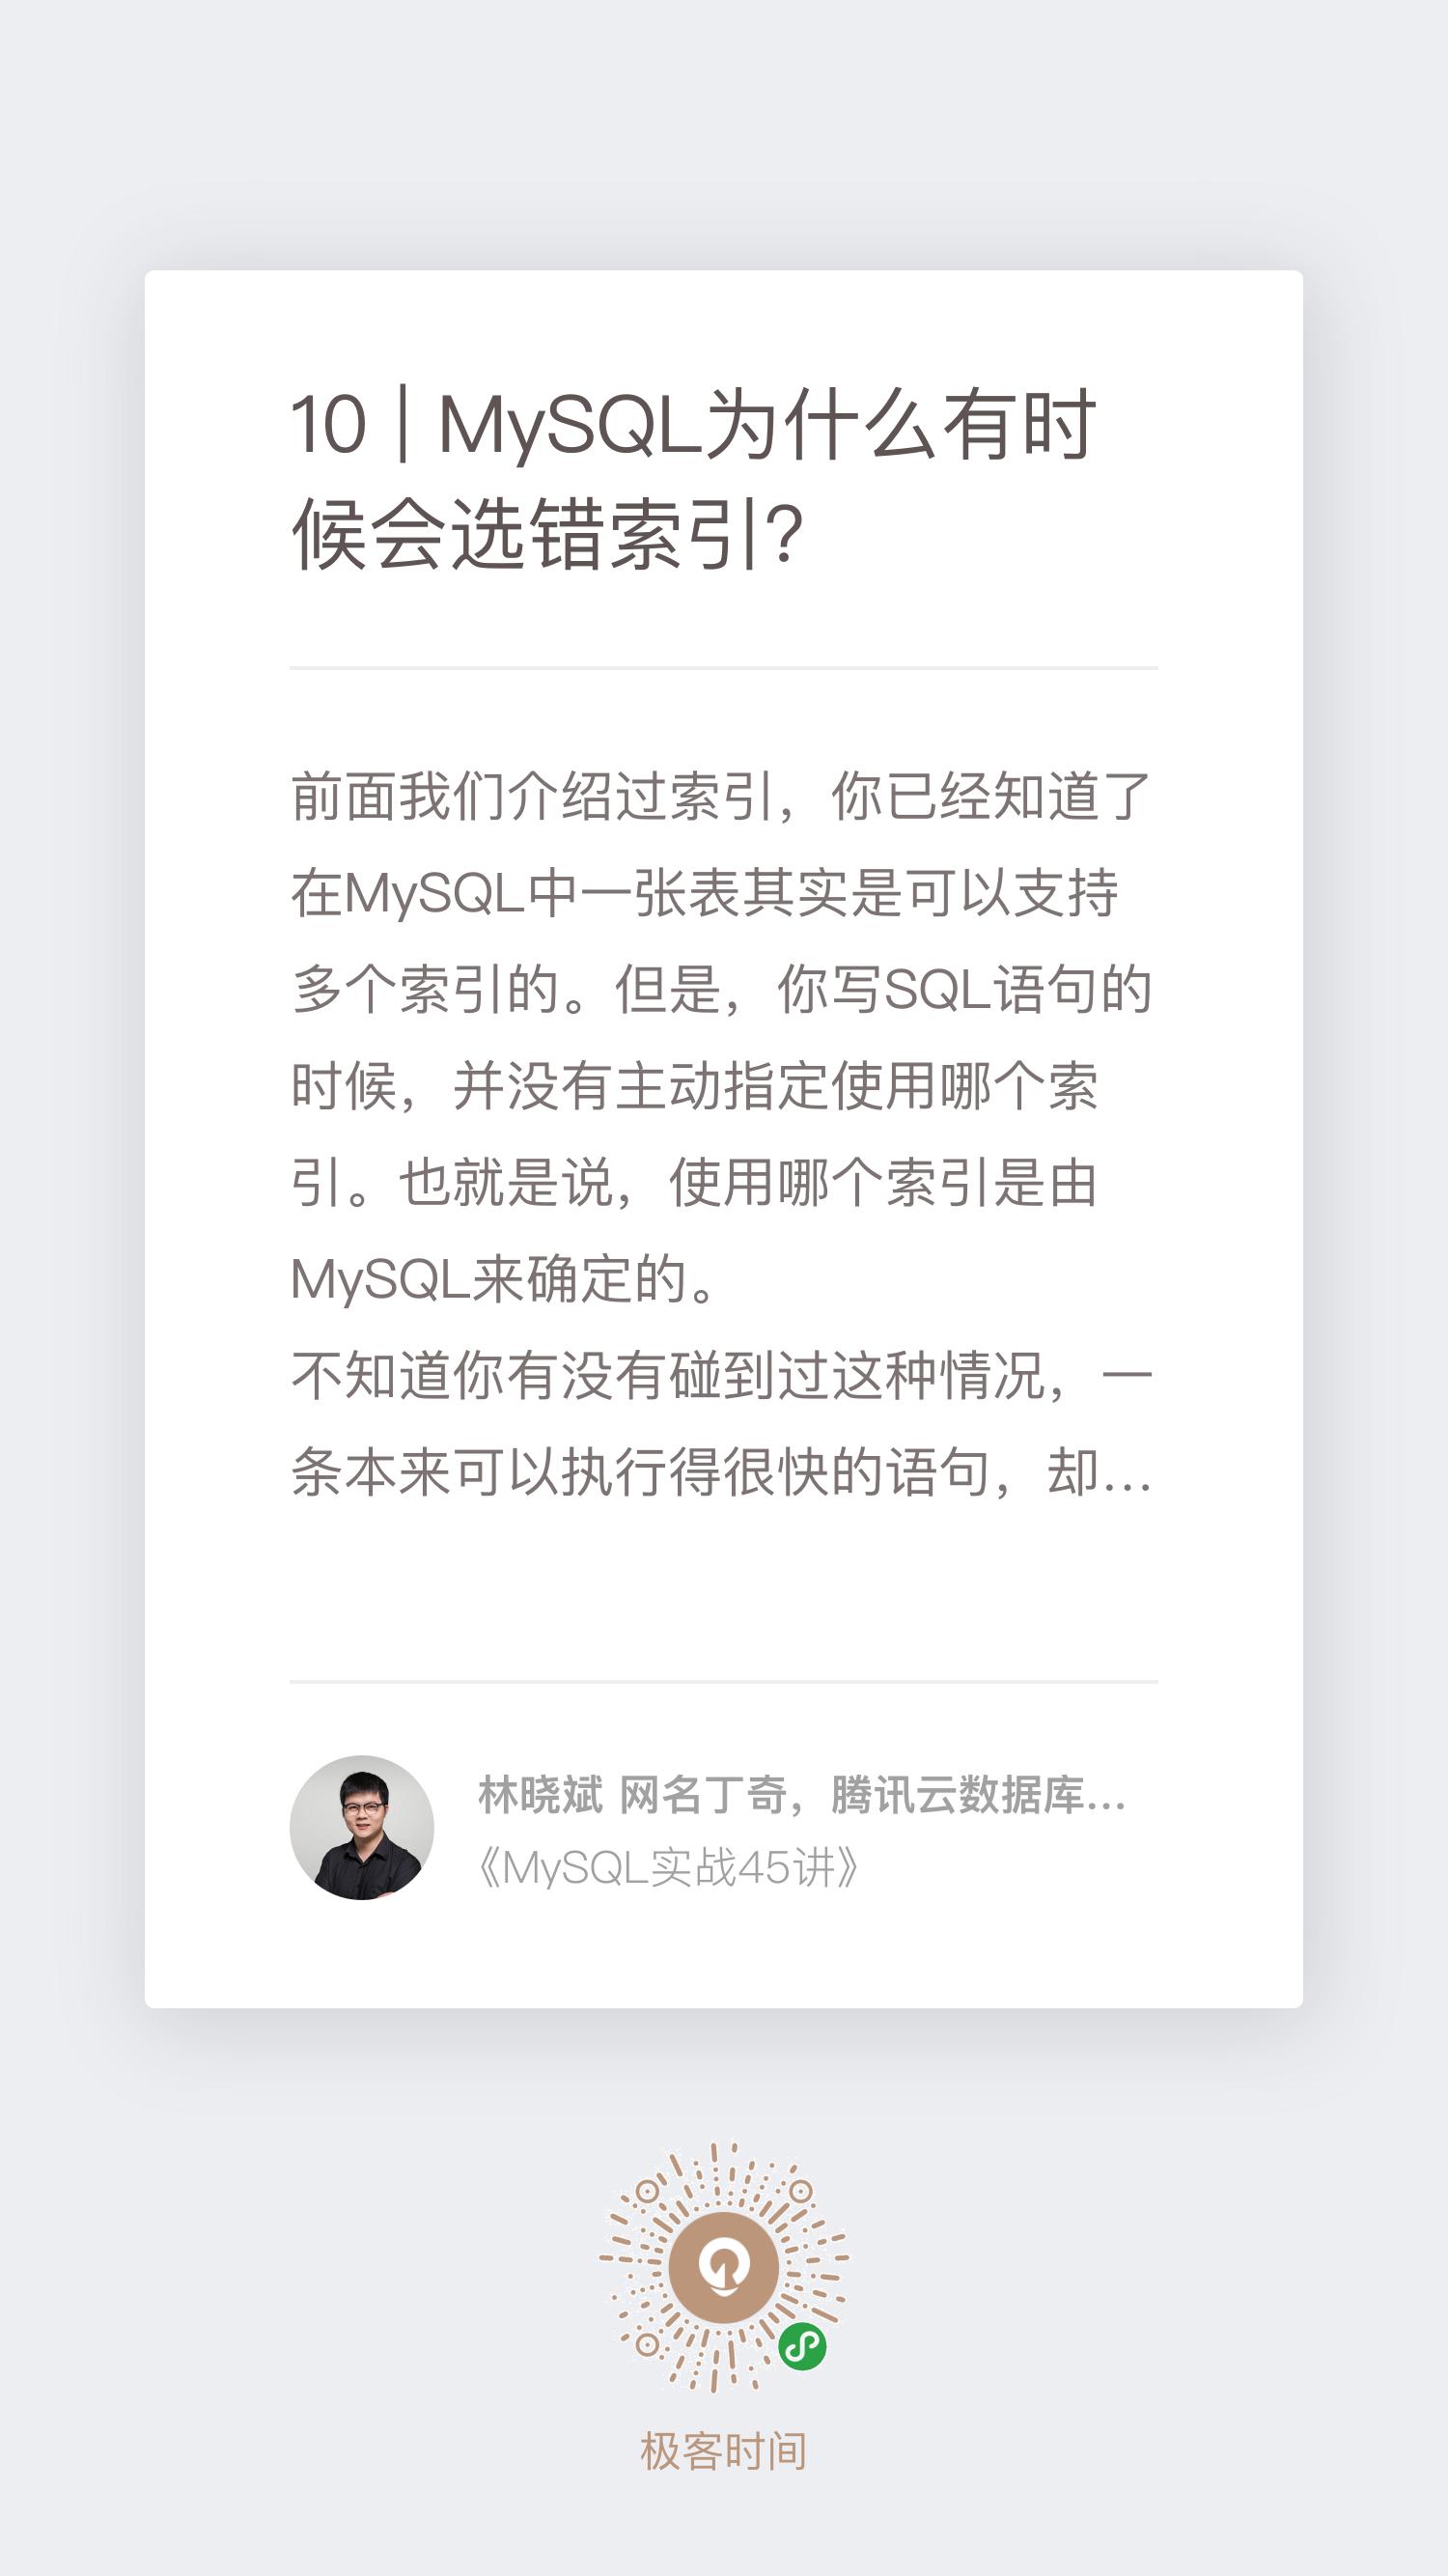 10 | MySQL为什么有时
候会选错索引?
前面我们介绍过索引，你已经知道了
在MySQL中一张表其实是可以支持
多个索引的。但是，你写SQL语句的
时候，并没有主动指定使用哪个索
引。也就是说，使用哪个索引是由
MySQL来确定的。
不知道你有没有碰到过这种情况，一
条本来可以执行得很快的语句，却...
林晓斌 网名丁奇，腾讯云数据库...
《MySQL实战45讲》
极客时间